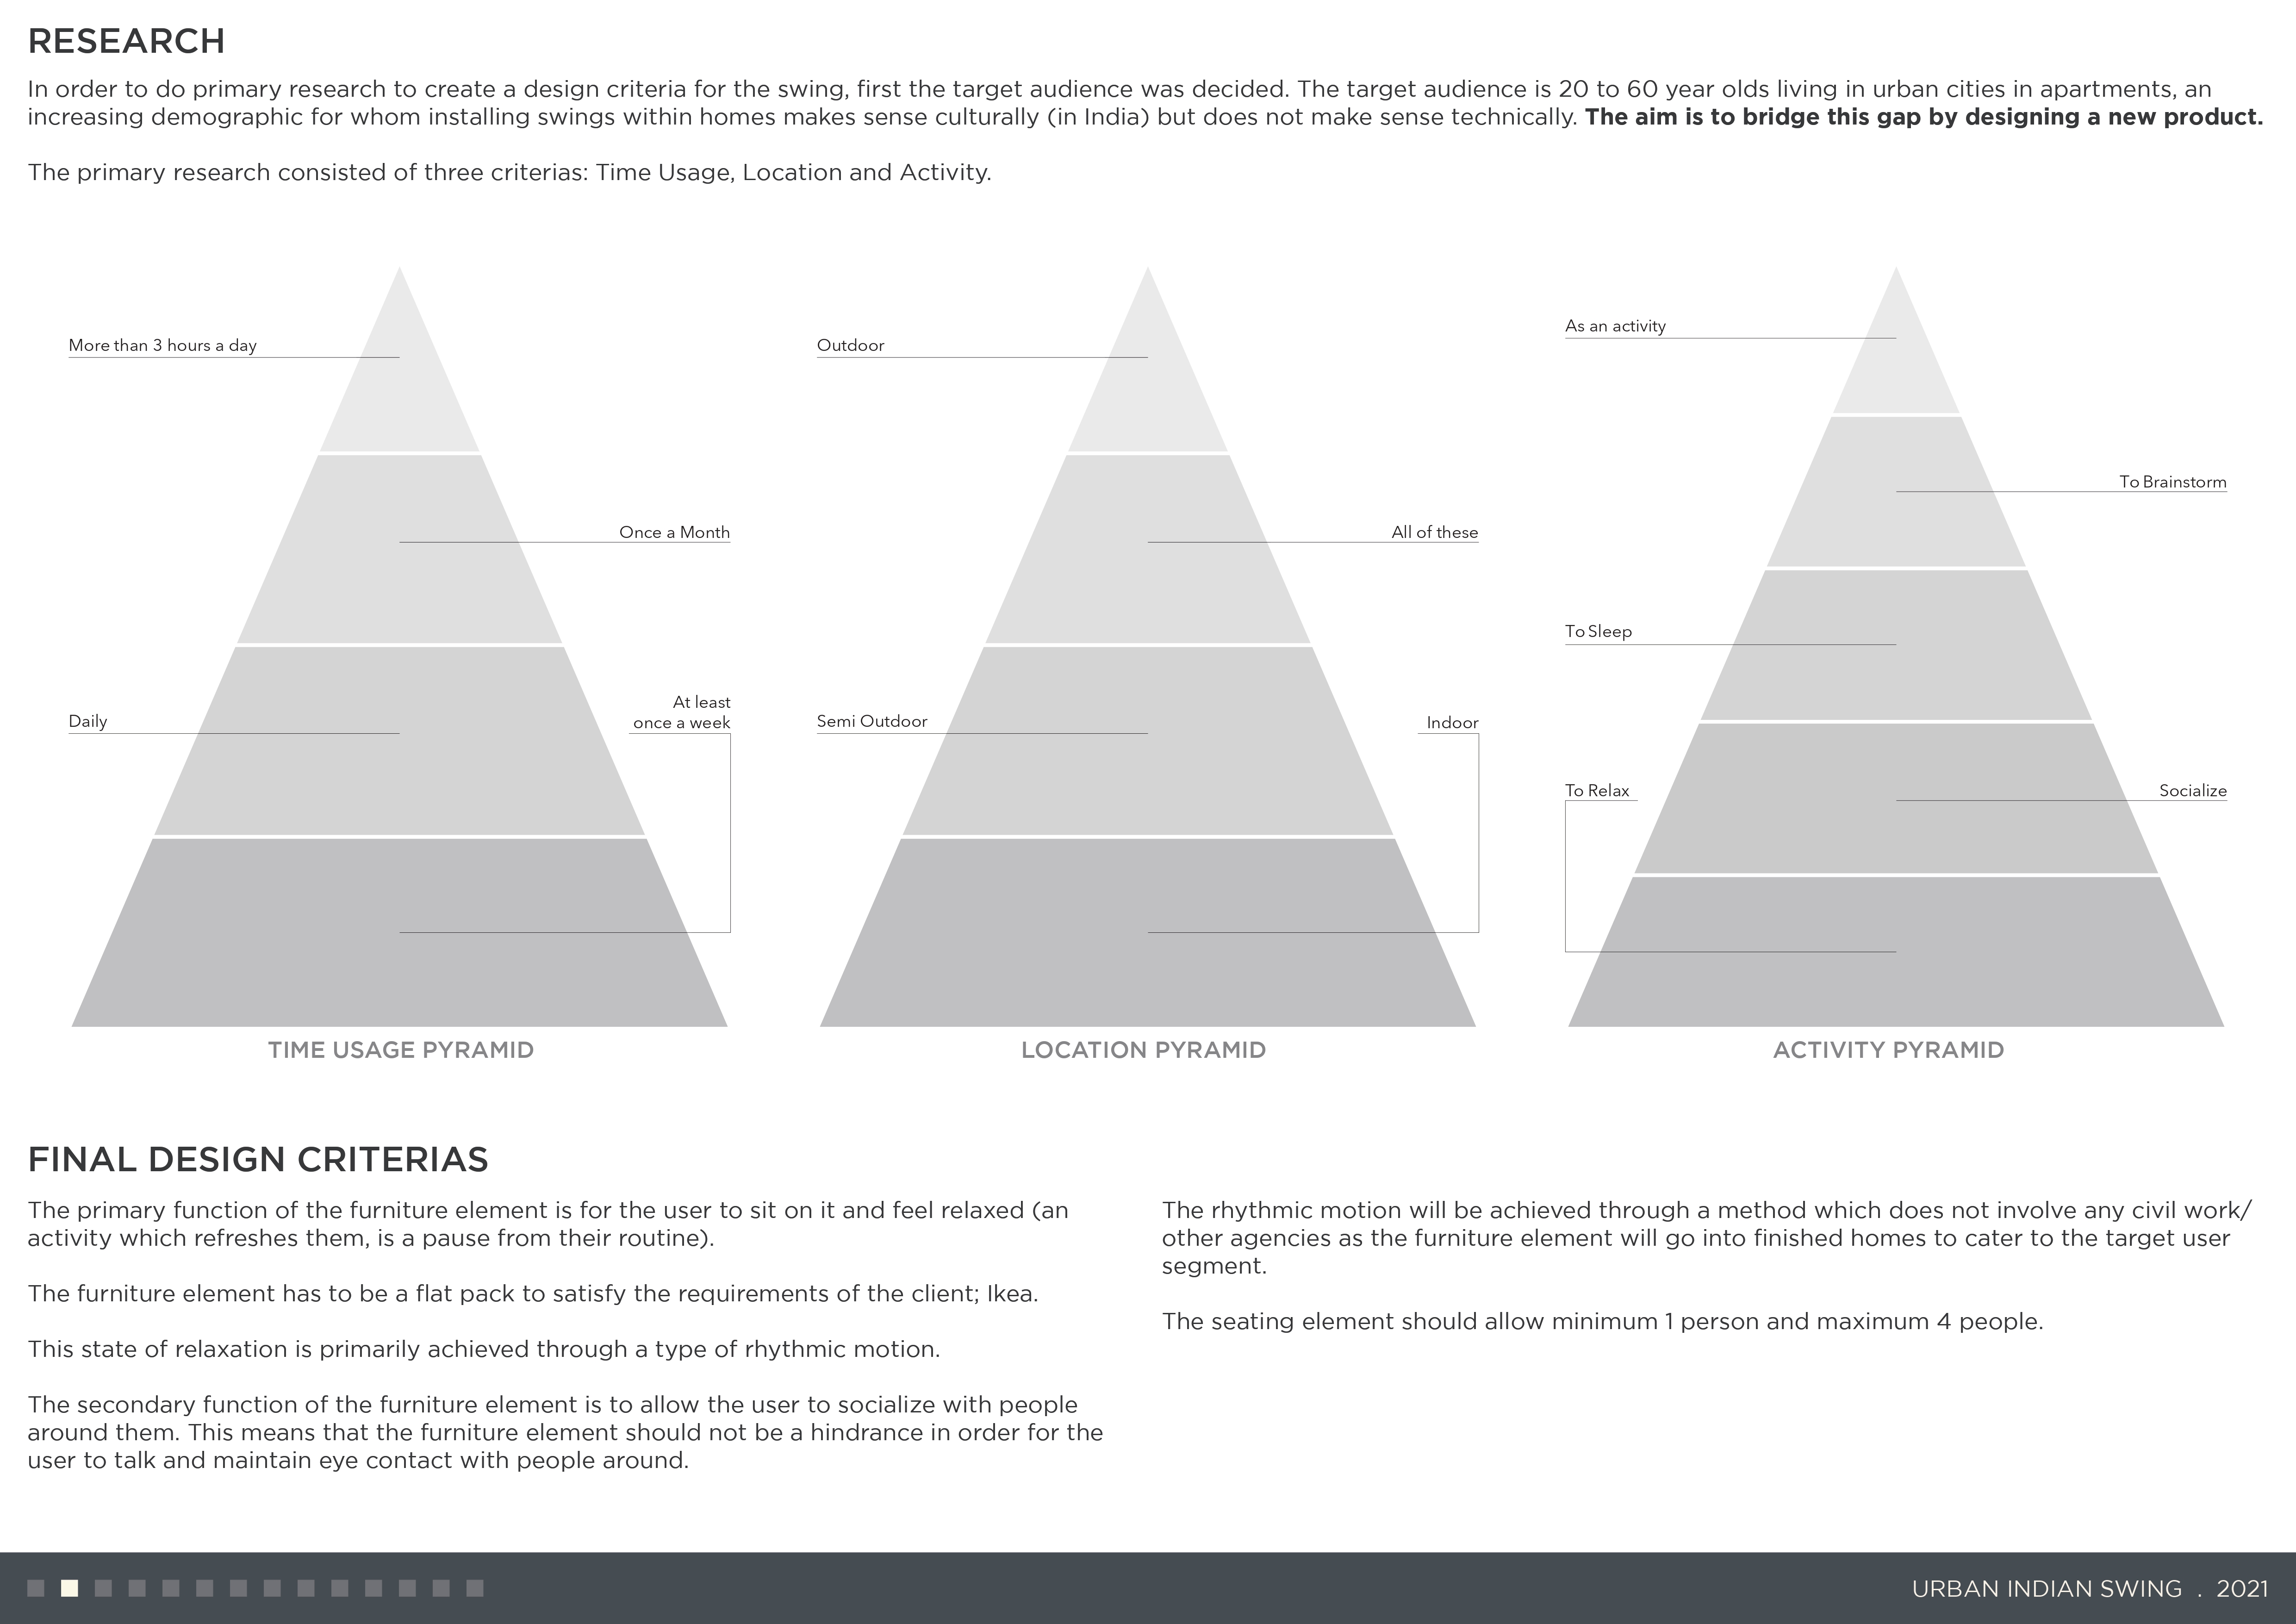 RESEARCH
In order to do primary research to create a design criteria for the swing, first the target audience was decided. The target audience is 20 to 60 year olds living in urban cities in apartments, an
increasing demographic for whom installing swings within homes makes sense culturally (in India) but does not make sense technically. The aim is to bridge this gap by designing a new product.
The primary research consisted of three criterias: Time Usage, Location and Activity.
More than 3 hours a day
Once a Month
Daily
At least
once a week
TIME USAGE PYRAMID
Outdoor
All of these
Semi Outdoor
Indoor
LOCATION PYRAMID
As an activity
To Brainstorm
To Sleep
To Relax
Socialize
ACTIVITY PYRAMID
FINAL DESIGN CRITERIAS
The primary function of the furniture element is for the user to sit on it and feel relaxed (an
activity which refreshes them, is a pause from their routine).
The furniture element has to be a flat pack to satisfy the requirements of the client; Ikea.
This state of relaxation is primarily achieved through a type of rhythmic motion.
The secondary function of the furniture element is to allow the user to socialize with people
around them. This means that the furniture element should not be a hindrance in order for the
user to talk and maintain eye contact with people around.
The rhythmic motion will be achieved through a method which does not involve any civil work/
other agencies as the furniture element will go into finished homes to cater to the target user
segment.
The seating element should allow minimum 1 person and maximum 4 people.
URBAN INDIAN SWING . 2021